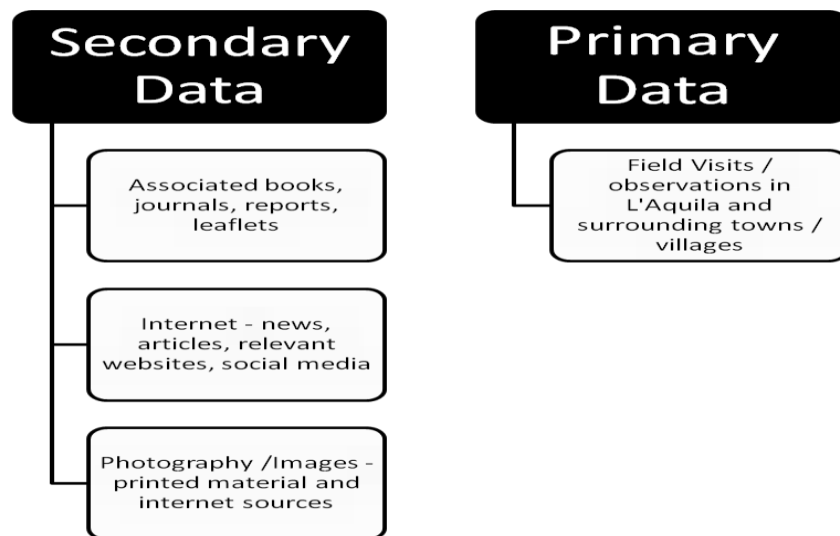 Secondary
Data
Associated books,
journals, reports,
leaflets
Internet - news,
articles, relevant
websites, social media
Photography /Images -
printed material and
internet sources
Primary
Data
Field Visits /
observations in
L'Aquila and
surrounding towns /
villages